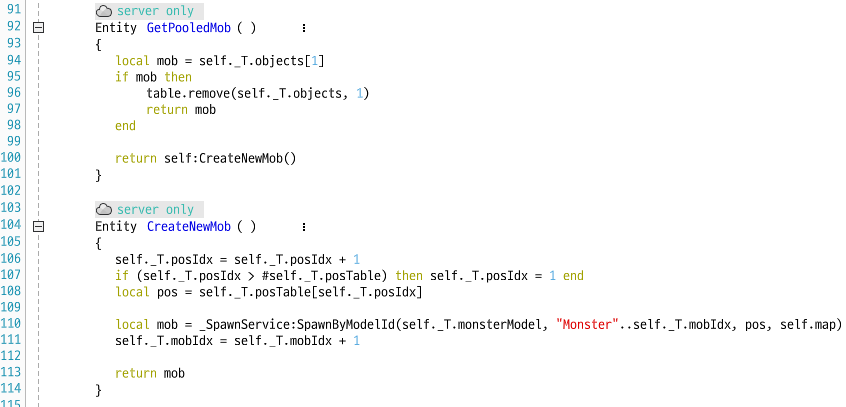 91 server only
92 Entity GetPooledMob ( ) ⋮
93 {
94 local mob = self._T.objects[1]
95 if mob then
96 table.remove(self._T.objects, 1)
97 return mob
98 end
99
100 return self:CreateNewMob()
101 }
102
103 server only
104 Entity CreateNewMob ( ) ⋮
105 {
106 self._T.posIdx = self._T.posIdx + 1
107 if (self._T.posIdx > #self._T.posTable) then self._T.posIdx = 1 end
108 local pos = self._T.posTable[self._T.posIdx]
109
110 local mob = _SpawnService:SpawnByModelId(self._T.monsterModel, "Monster"..self._T.mobIdx, pos, self.map)
111 self._T.mobIdx = self._T.mobIdx + 1
112
113 return mob
114 }
115